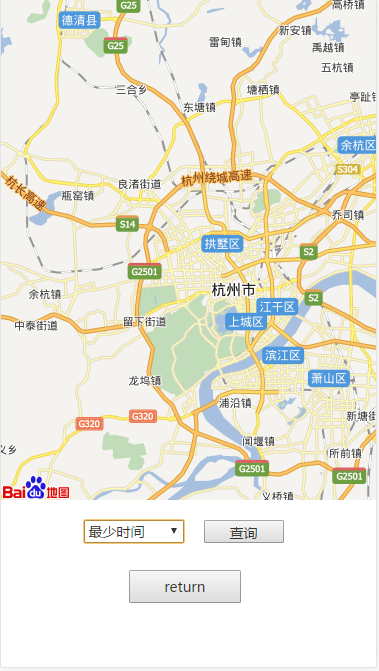 高桥镇
G25
德清县
新安镇
雷甸镇
禹越镇
G25
五杭镇
三合乡
塘栖镇
亭趾镇
东塘镇
余杭区
S304
杭州绕城高速
良渚街道
杭长高速
瓶窑镇
乔司镇
S14
拱墅区
S2
G2501
杭州市
余杭镇
S2
江干区
中泰街道
留下街道
上城区
滨江区
龙坞镇
萧山区
浦沿镇
G320
G320
新塘街
闻堰镇
义乡
所前镇
G2501
G2501
义桥镇
Bai du 地图
最少时间
查询
return